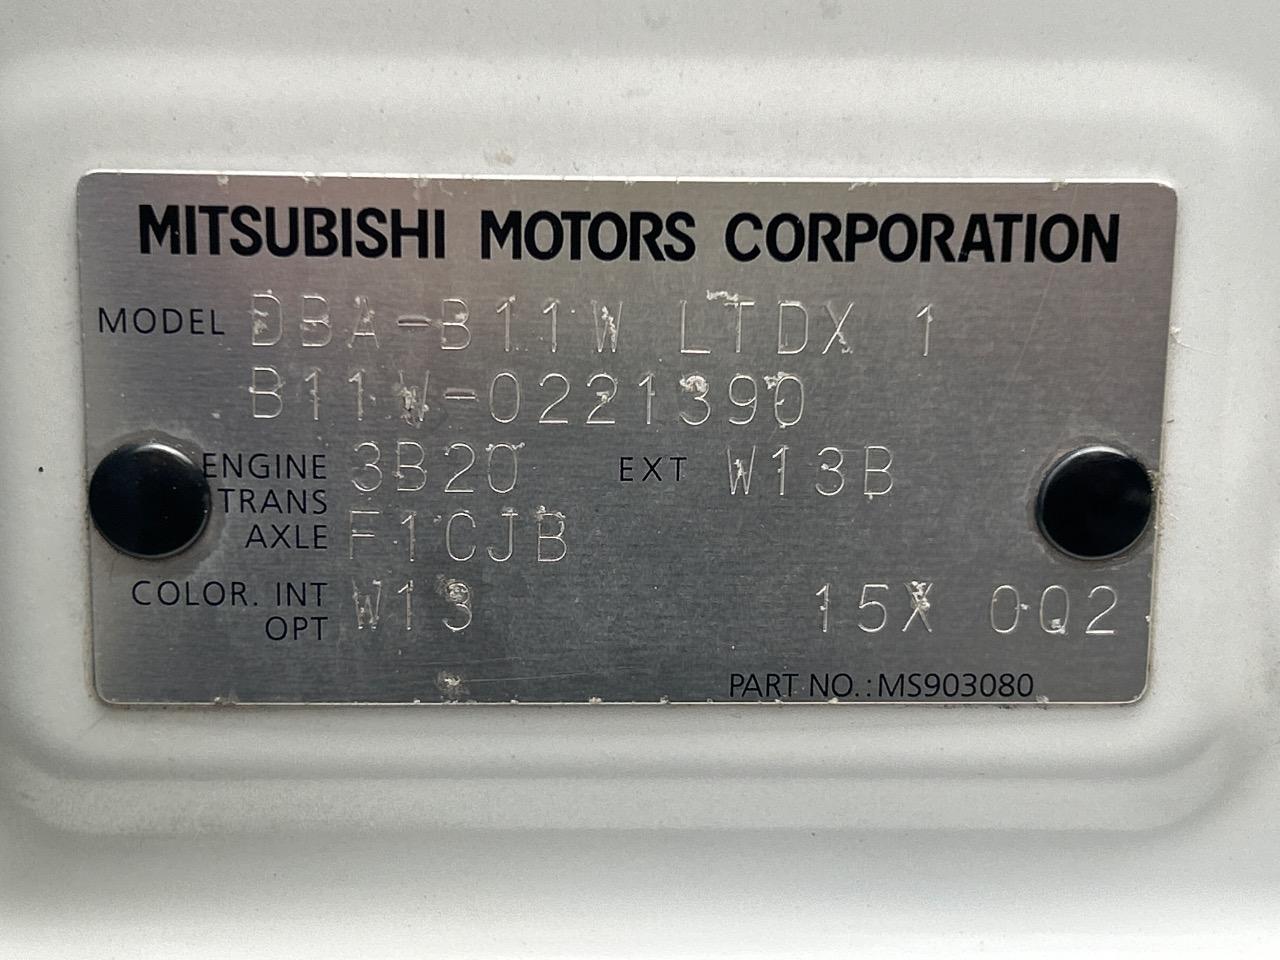 MITSUBISHI MOTORS CORPORATION
MODEL DBA-B11W LTDX 1
B11W-0221390
ENGINE 3B20 EXT W13B
TRANS
AXLE F1CJB
COLOR. INT W13 15X 002
OPT
PART NO.:MS903080